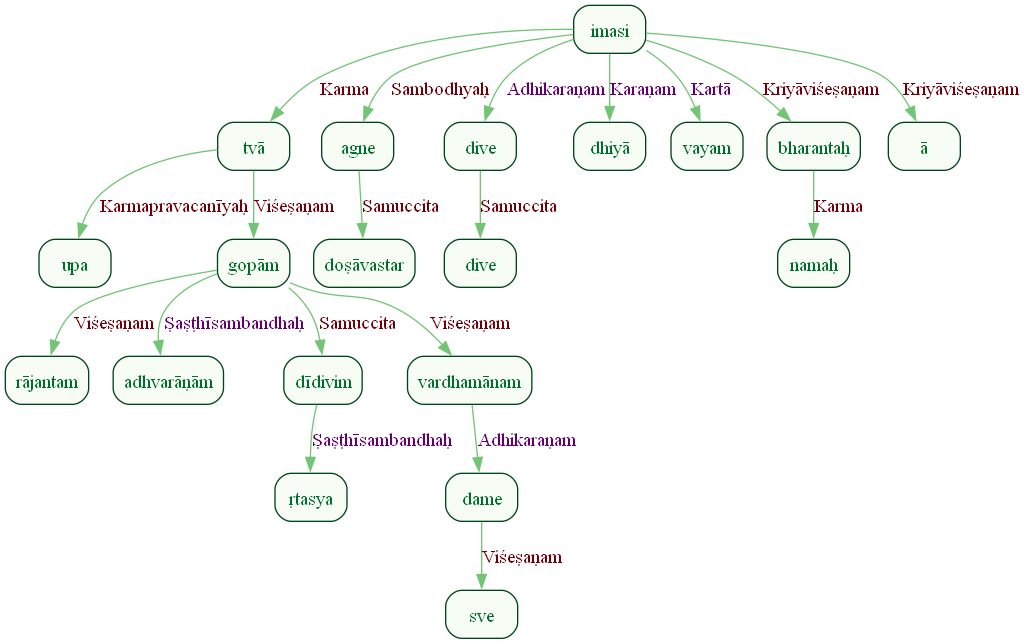 imasi
Karma Sambodhyaḥ Adhikaraṇam Karaṇam Kartā Kriyāviśeṣaṇam Kriyāviśeṣaṇam
tvā agne dive dhiyā vayam bharantaḥ ā
Karmapravacanīyaḥ Viśeṣaṇam Samuccita Samuccita Karma
upa gopām doṣāvastar dive namaḥ
Viśeṣaṇam Ṣaṣṭhīsambandhaḥ Samuccita Viśeṣaṇam
rājantam adhvarāṇām dīdivim vardhamānam
Ṣaṣṭhīsambandhaḥ Adhikaraṇam
ṛtasya dame
Viśeṣaṇam
sve